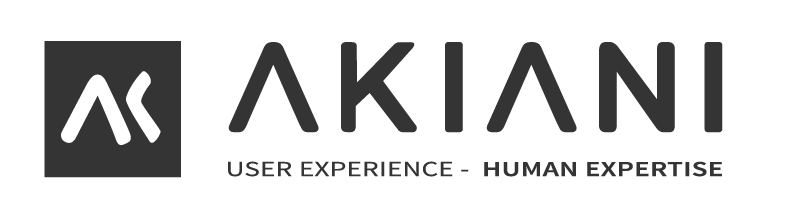 AKIANI
USER EXPERIENCE - HUMAN EXPERTISE